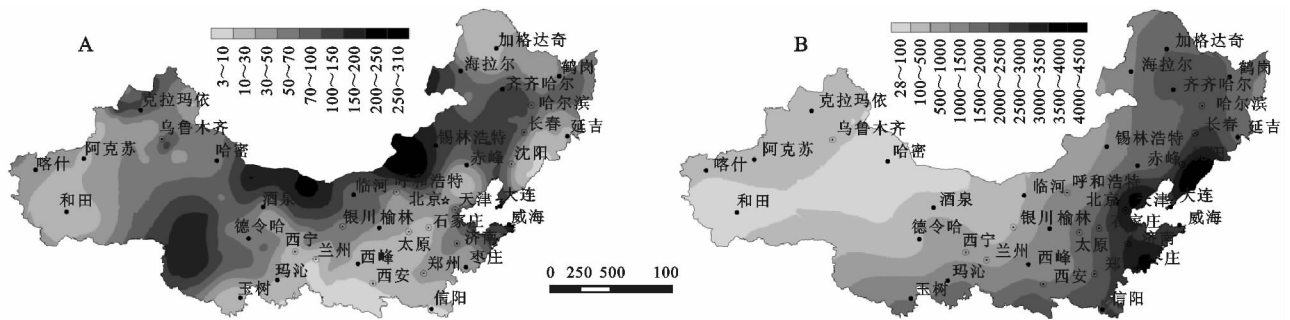 A
3~10
10~30
30~50
50~70
70~100
100~150
150~200
200~250
250~310
加格达奇
海拉尔
鹤岗
齐齐哈尔
哈尔滨
长春
延吉
克拉玛依
乌鲁木齐
锡林浩特
赤峰
沈阳
喀什
阿克苏
哈密
临河
呼和浩特
北京
天津
大连
和田
酒泉
银川
榆林
石家庄
威海
德令哈
西宁
太原
济南
兰州
西峰
郑州
枣庄
玛沁
西安
玉树
信阳
0 250 500 100
B
28~100
100~500
500~1000
1000~1500
1500~2000
2000~2500
2500~3000
3000~3500
3500~4000
4000~4500
加格达奇
海拉尔
鹤岗
齐齐哈尔
哈尔滨
长春
延吉
克拉玛依
乌鲁木齐
锡林浩特
赤峰
喀什
阿克苏
哈密
临河
呼和浩特
北京
天津
大连
和田
酒泉
银川
榆林
石家庄
威海
德令哈
西宁
太原
兰州
西峰
枣庄
玛沁
西安
玉树
信阳